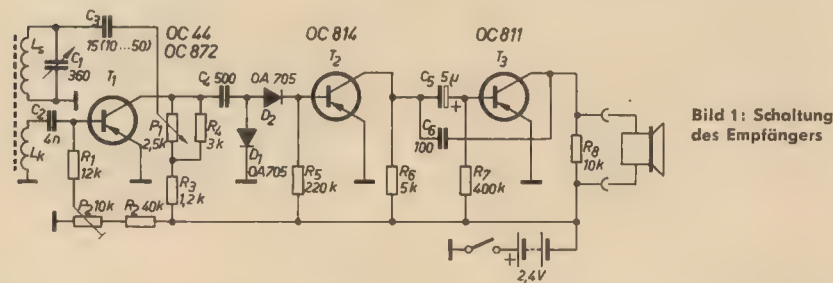 C3
15 (10...50)
OC 44
OC 872
Ls
C1
360
T1
C2
4n
Lk
R1
12k
P2 10k
R2 40k
P1
2,5k
R4
3k
R3
1,2k
C4 500
OA 705
D2
D1
OA705
OC 814
T2
R5
220k
R6
5k
C5 5µ
+
C6
100
OC 811
T3
R7
400k
R8
10k
+
2,4V
Bild 1: Schaltung
des Empfängers